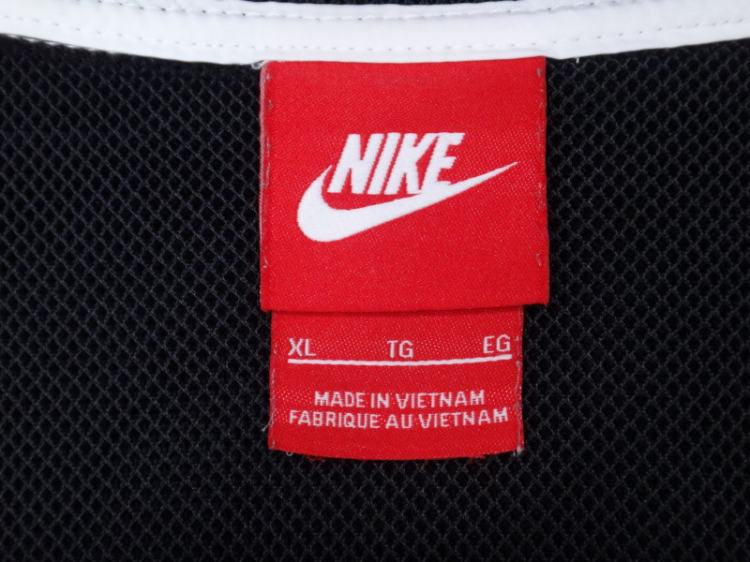 NIKE
XL TG EG
MADE IN VIETNAM
FABRIQUE AU VIETNAM